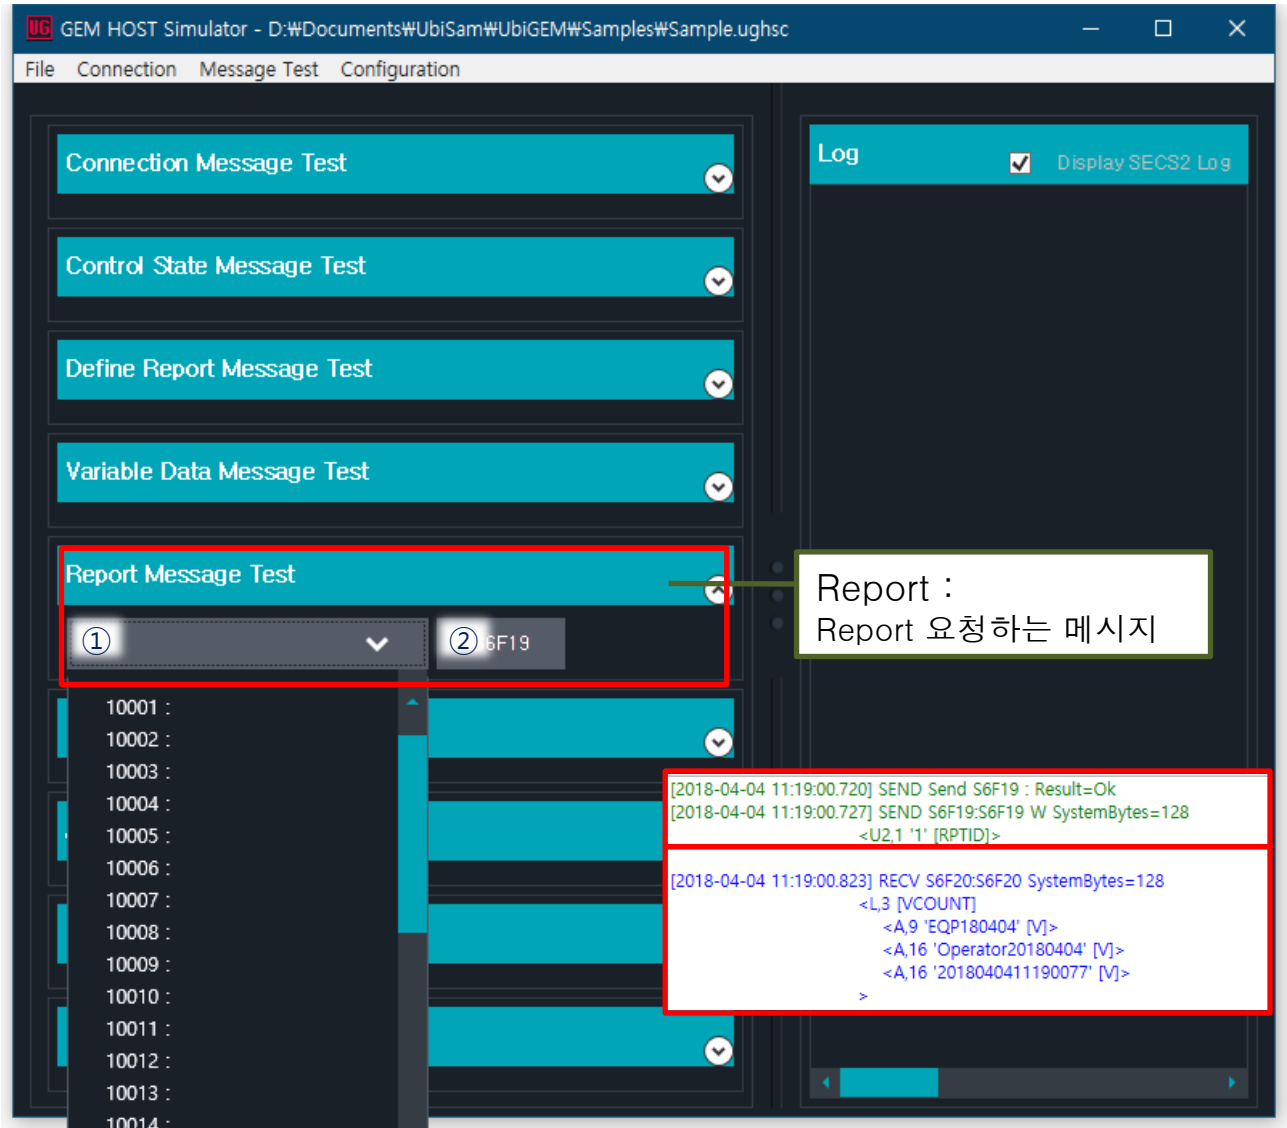 UG GEM HOST Simulator - D:₩Documents₩UbiSam₩UbiGEM₩Samples₩Sample.ughsc
File Connection Message Test Configuration
Connection Message Test
Control State Message Test
Define Report Message Test
Variable Data Message Test
Report Message Test
① ② 6F19
10001 :
10002 :
10003 :
10004 :
10005 :
10006 :
10007 :
10008 :
10009 :
10010 :
10011 :
10012 :
10013 :
10014 :
Log Display SECS2 Log
Report :
Report 요청하는 메시지
[2018-04-04 11:19:00.720] SEND Send S6F19 : Result=Ok
[2018-04-04 11:19:00.727] SEND S6F19:S6F19 W SystemBytes=128
<U2,1 '1' [RPTID]>
[2018-04-04 11:19:00.823] RECV S6F20:S6F20 SystemBytes=128
<L,3 [VCOUNT]
<A,9 'EQP180404' [V]>
<A,16 'Operator20180404' [V]>
<A,16 '2018040411190077' [V]>
>